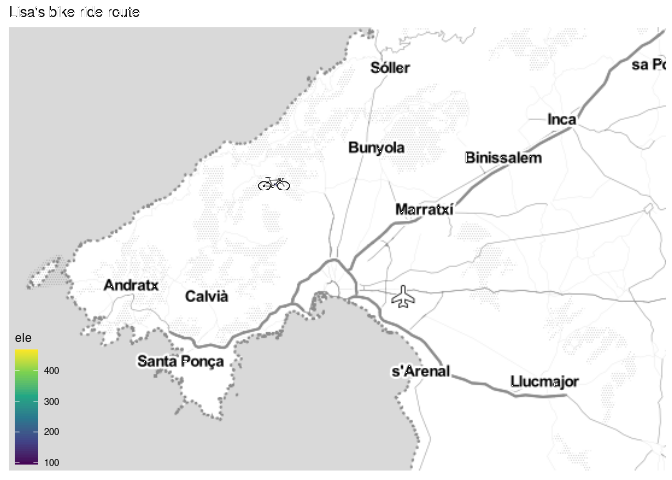 Lisa's bike ride route
Sóller
sa Po
Inca
Bunyola
Binissalem
Marratxí
Andratx
Calvià
ele
Santa Ponça
400
s'Arenal
300
Llucmajor
200
100